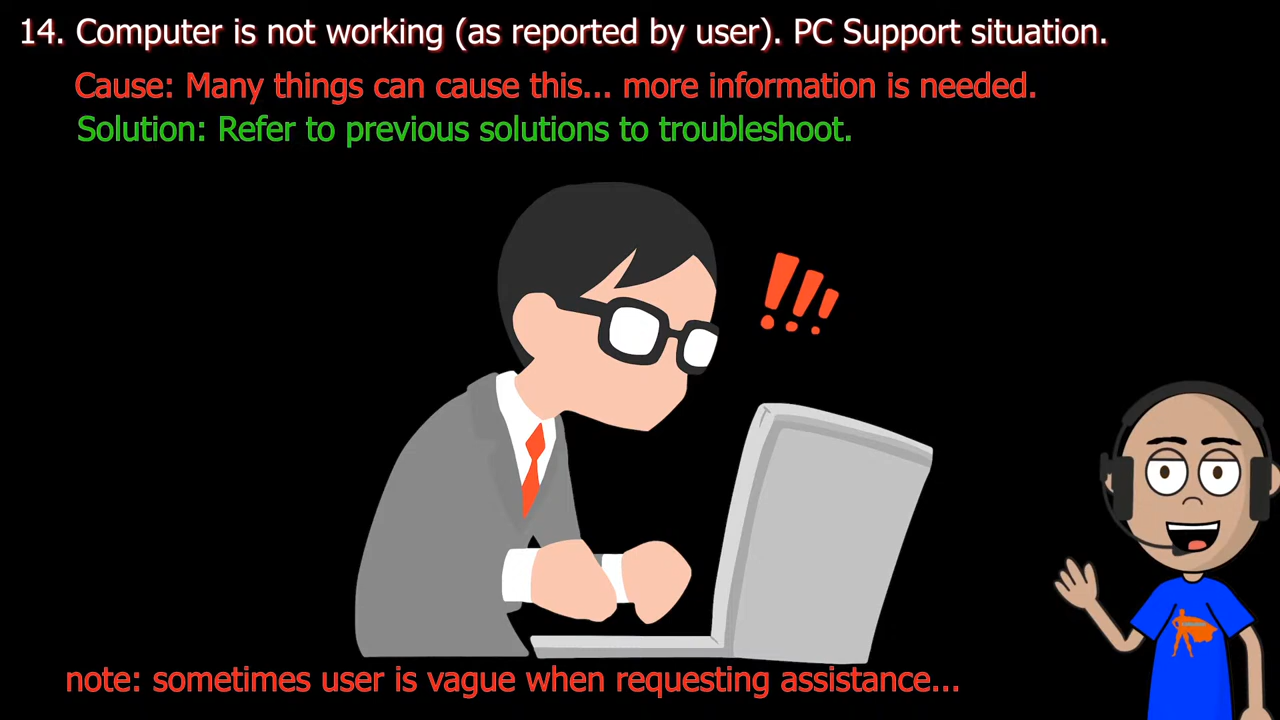 14. Computer is not working (as reported by user). PC Support situation.
Cause: Many things can cause this... more information is needed.
Solution: Refer to previous solutions to troubleshoot.
!!!
note: sometimes user is vague when requesting assistance...